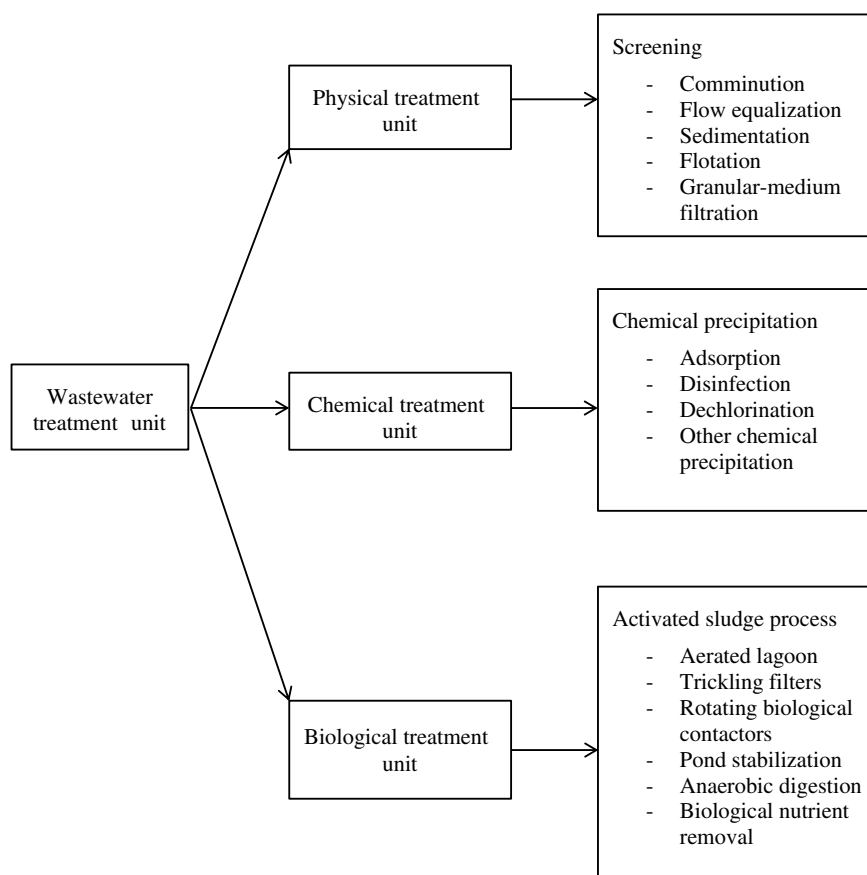 Wastewater
treatment unit
Physical treatment
unit
Screening
- Comminution
- Flow equalization
- Sedimentation
- Flotation
- Granular-medium
filtration
Chemical treatment
unit
Chemical precipitation
- Adsorption
- Disinfection
- Dechlorination
- Other chemical
precipitation
Biological treatment
unit
Activated sludge process
- Aerated lagoon
- Trickling filters
- Rotating biological
contactors
- Pond stabilization
- Anaerobic digestion
- Biological nutrient
removal